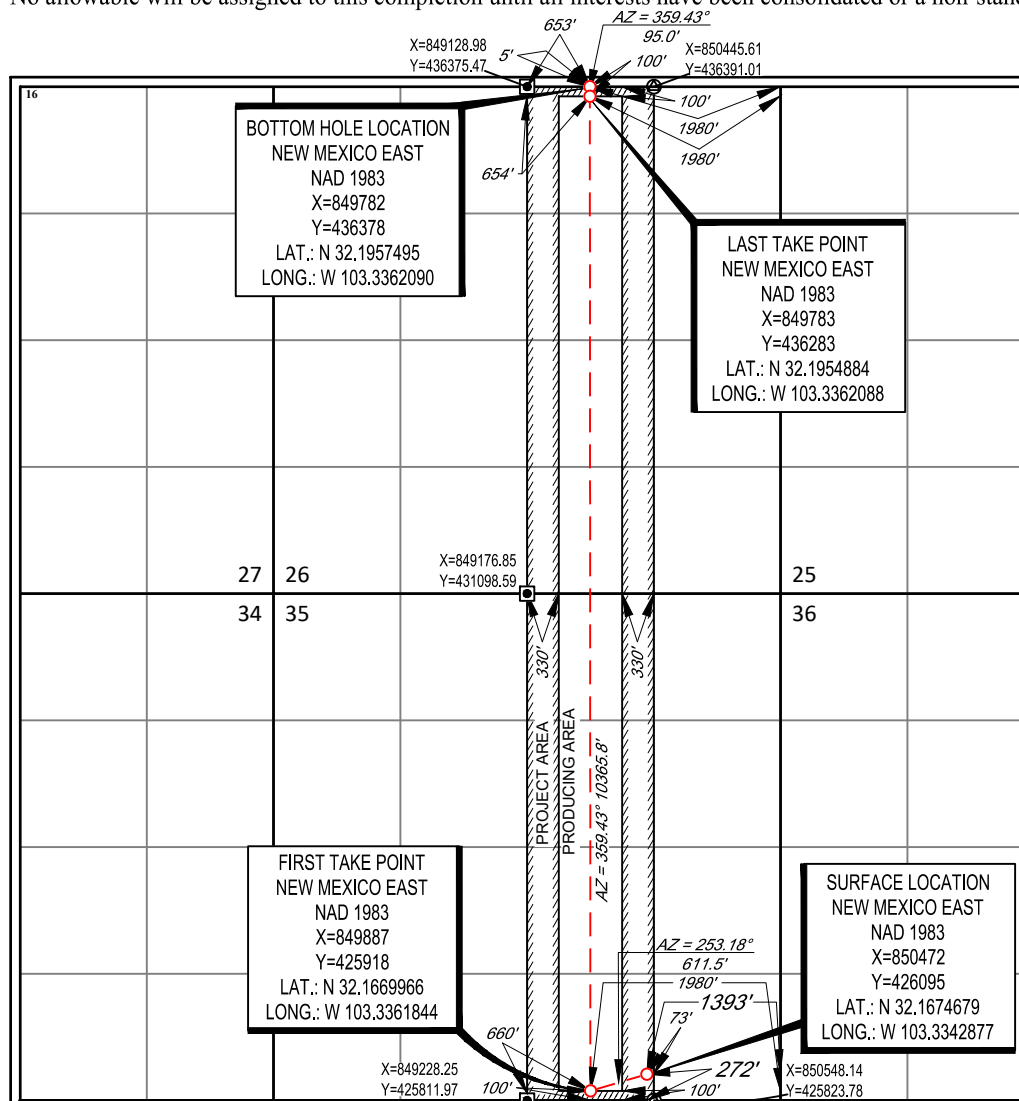 No allowable will be assigned to this completion until all interests have been consolidated or a non-stand
653'
AZ = 359.43°
95.0'
X=849128.98
Y=436375.47
5'
100'
X=850445.61
Y=436391.01
16
100'
1980'
1980'
654'
BOTTOM HOLE LOCATION
NEW MEXICO EAST
NAD 1983
X=849782
Y=436378
LAT.: N 32.1957495
LONG.: W 103.3362090
LAST TAKE POINT
NEW MEXICO EAST
NAD 1983
X=849783
Y=436283
LAT.: N 32.1954884
LONG.: W 103.3362088
X=849176.85
Y=431098.59
27 26
25
34 35
36
330'
330'
PROJECT AREA
PRODUCING AREA
AZ = 359.43° 10365.8'
FIRST TAKE POINT
NEW MEXICO EAST
NAD 1983
X=849887
Y=425918
LAT.: N 32.1669966
LONG.: W 103.3361844
SURFACE LOCATION
NEW MEXICO EAST
NAD 1983
X=850472
Y=426095
LAT.: N 32.1674679
LONG.: W 103.3342877
AZ = 253.18°
611.5'
1980'
1393'
73'
660'
272'
X=849228.25
Y=425811.97
100'
100'
X=850548.14
Y=425823.78